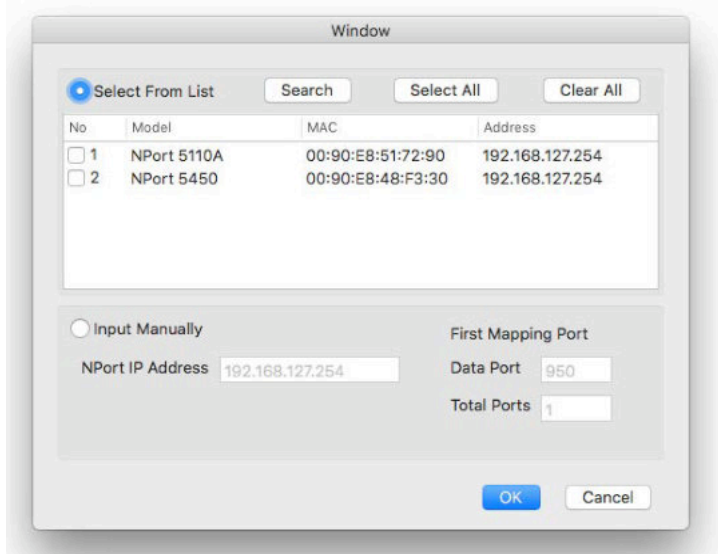 Window
Select From List Search Select All Clear All
No Model MAC Address
1 NPort 5110A 00:90:E8:51:72:90 192.168.127.254
2 NPort 5450 00:90:E8:48:F3:30 192.168.127.254
Input Manually
First Mapping Port
NPort IP Address 192.168.127.254 Data Port 950
Total Ports 1
OK Cancel